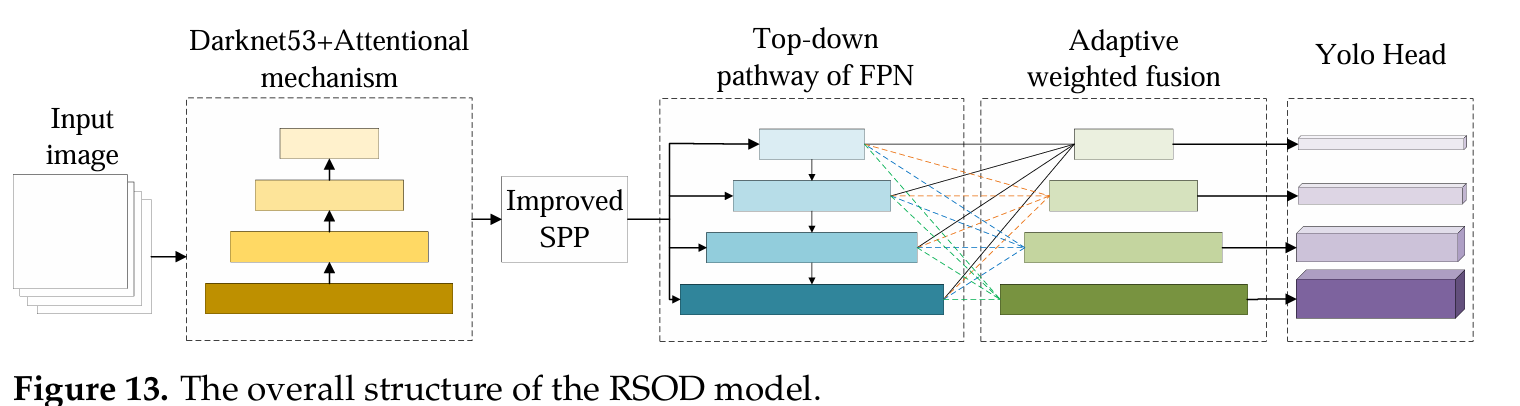 Input
image
Darknet53+Attentional
mechanism
Improved
SPP
Top-down
pathway of FPN
Adaptive
weighted fusion
Yolo Head
Figure 13. The overall structure of the RSOD model.